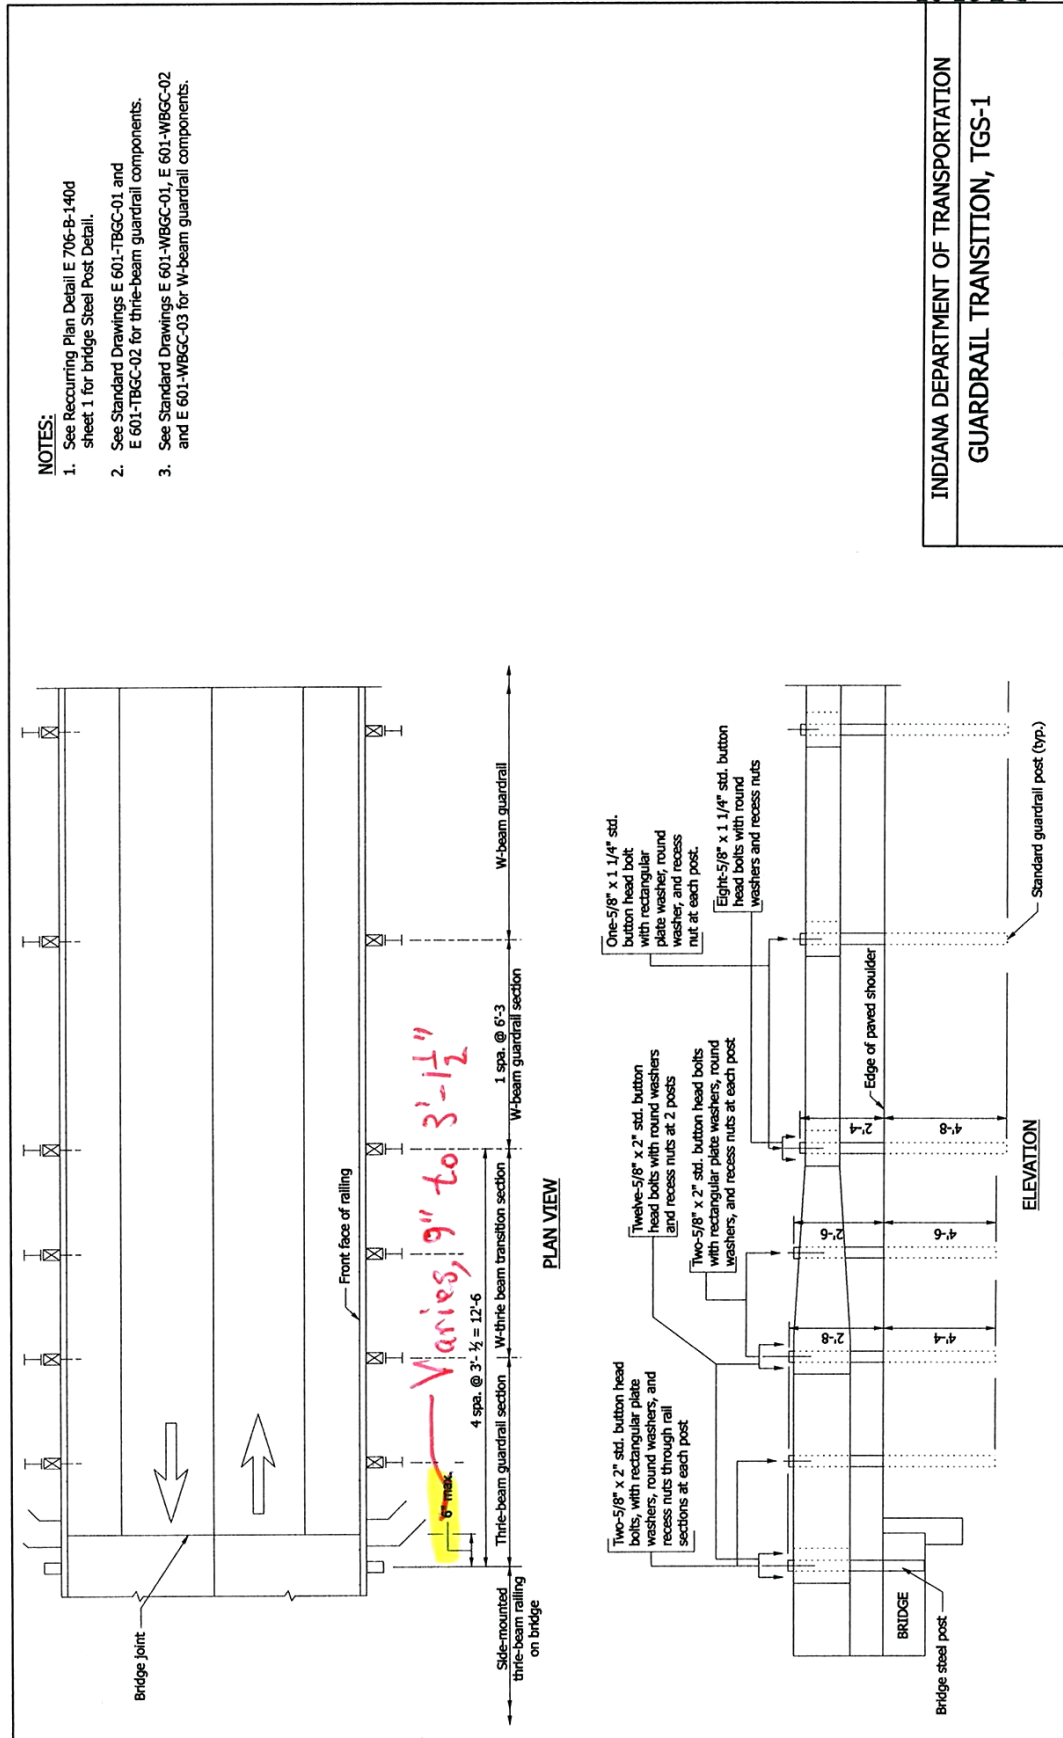 NOTES:
1. See Reccurring Plan Detail E 706-B-140d
sheet 1 for bridge Steel Post Detail.
2. See Standard Drawings E 601-TBGC-01 and
E 601-TBGC-02 for thrie-beam guardrail components.
3. See Standard Drawings E 601-WBGC-01, E 601-WBGC-02
and E 601-WBGC-03 for W-beam guardrail components.
Bridge joint
Front face of railing
Varies, 9" to 3'-1 1/2"
6" max.
4 spa. @ 3'- ½ = 12'-6
1 spa. @ 6'-3
Side-mounted
thrie-beam railing
on bridge
Thrie-beam guardrail section
W-thrie beam transition section
W-beam guardrail section
W-beam guardrail
PLAN VIEW
Two-5/8" x 2" std. button head
bolts, with rectangular plate
washers, round washers, and
recess nuts through rail
sections at each post
Twelve-5/8" x 2" std. button
head bolts with round washers
and recess nuts at 2 posts
Two-5/8" x 2" std. button head bolts
with rectangular plate washers, round
washers, and recess nuts at each post
One-5/8" x 1 1/4" std.
button head bolt
with rectangular
plate washer, round
washer, and recess
nut at each post.
Eight-5/8" x 1 1/4" std. button
head bolts with round
washers and recess nuts
2'-8
2'-6
2'-4
4'-4
4'-6
4'-8
Edge of paved shoulder
BRIDGE
Bridge steel post
Standard guardrail post (typ.)
ELEVATION
INDIANA DEPARTMENT OF TRANSPORTATION
GUARDRAIL TRANSITION, TGS-1